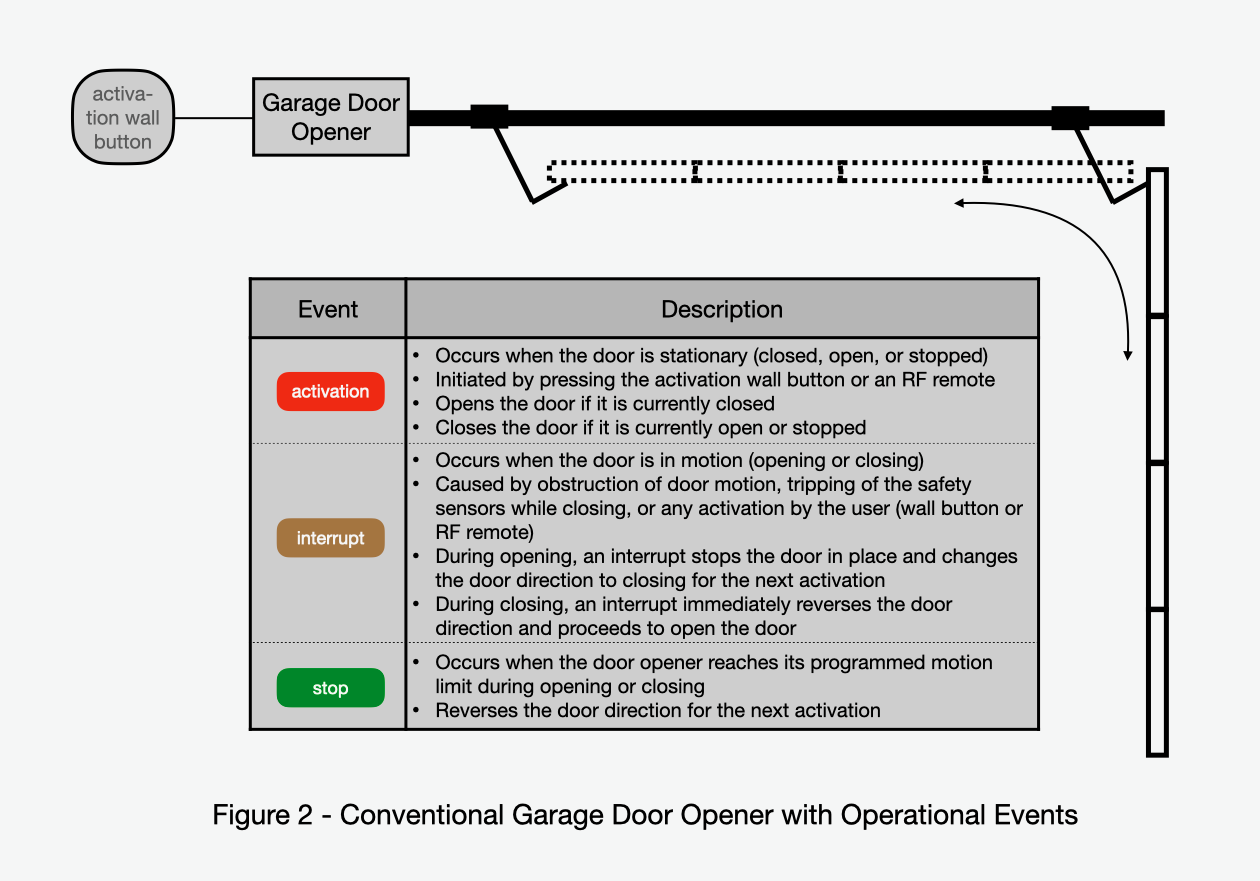 activa-
tion wall
button
Garage Door
Opener
Event
Description
activation
• Occurs when the door is stationary (closed, open, or stopped)
• Initiated by pressing the activation wall button or an RF remote
• Opens the door if it is currently closed
• Closes the door if it is currently open or stopped
interrupt
• Occurs when the door is in motion (opening or closing)
• Caused by obstruction of door motion, tripping of the safety
sensors while closing, or any activation by the user (wall button or
RF remote)
• During opening, an interrupt stops the door in place and changes
the door direction to closing for the next activation
• During closing, an interrupt immediately reverses the door
direction and proceeds to open the door
stop
• Occurs when the door opener reaches its programmed motion
limit during opening or closing
• Reverses the door direction for the next activation
Figure 2 - Conventional Garage Door Opener with Operational Events